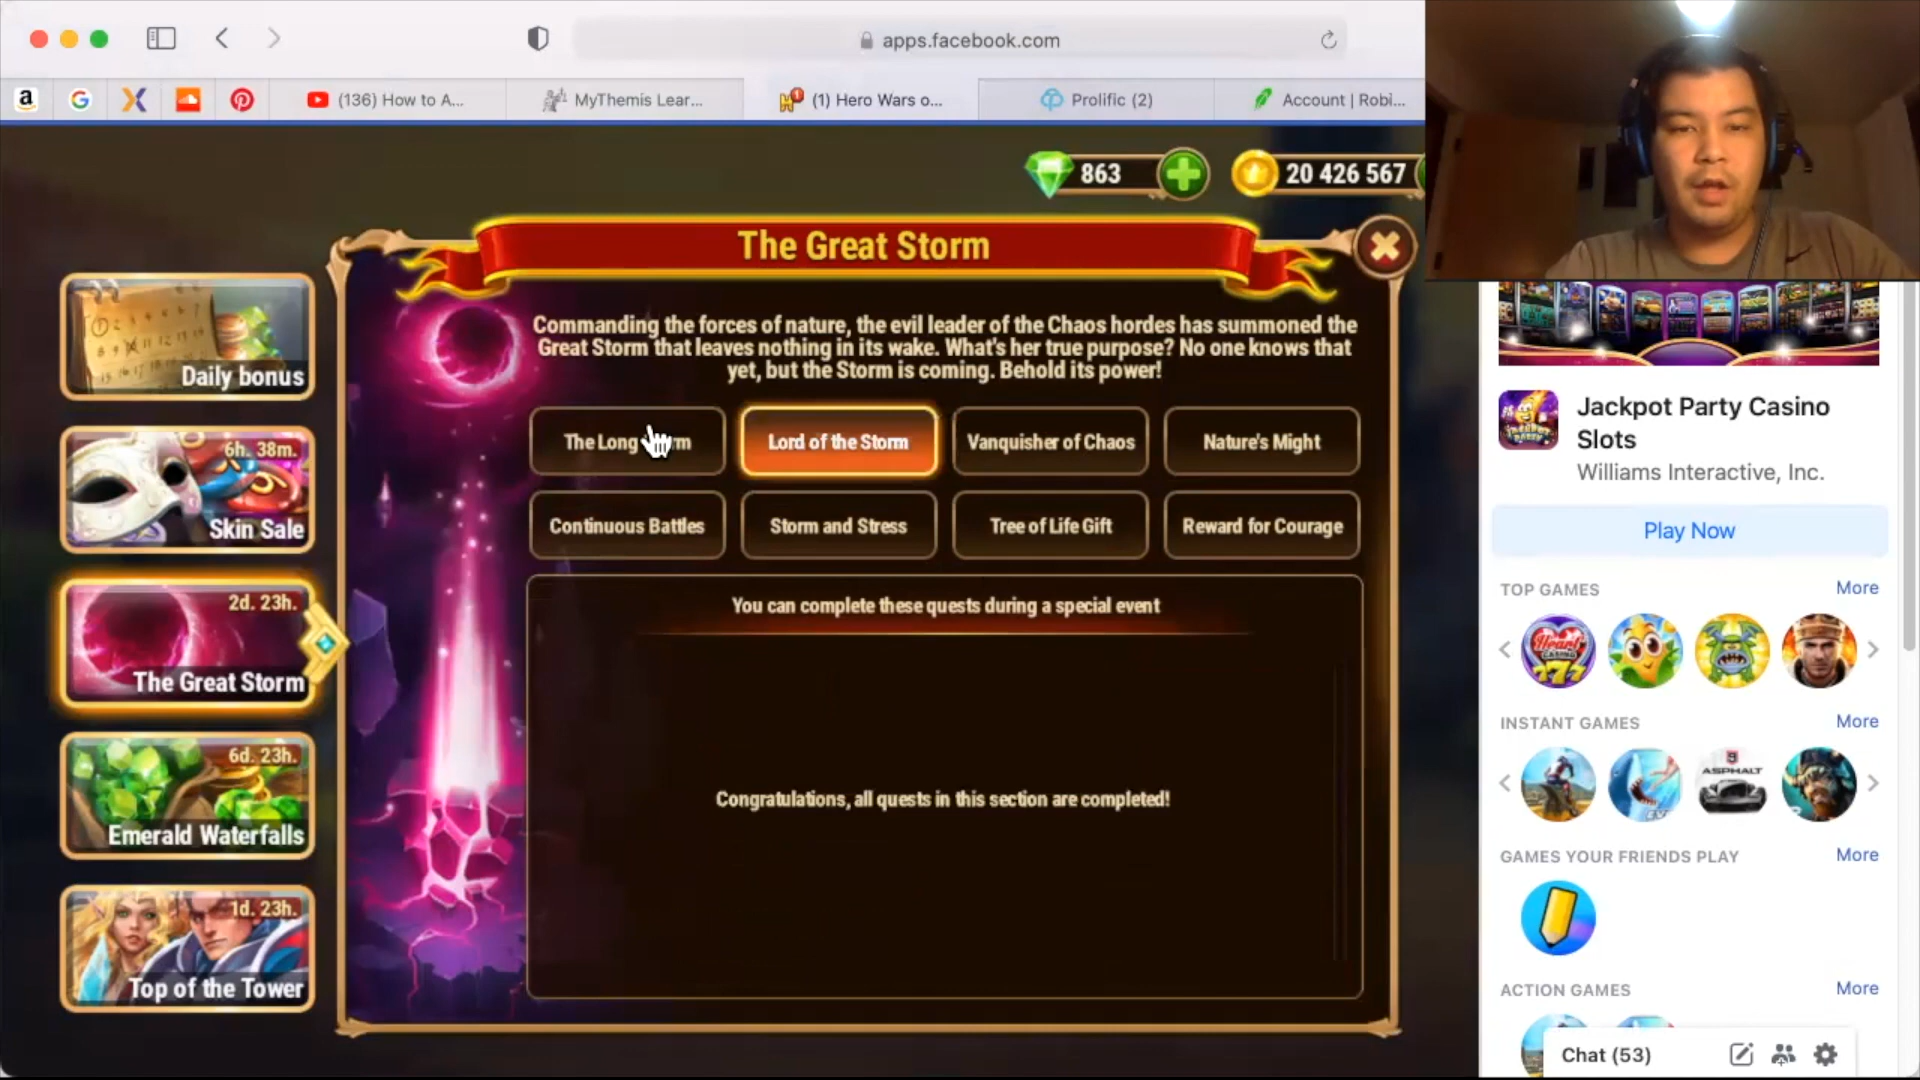 apps.facebook.com
a
G
(136) How to A...
MyThemis Lear...
(1) Hero Wars o...
Prolific (2)
Account | Robi...
863
20 426 567
The Great Storm
Commanding the forces of nature, the evil leader of the Chaos hordes has summoned the
Great Storm that leaves nothing in its wake. What's her true purpose? No one knows that
yet, but the Storm is coming. Behold its power!
Daily bonus
6h. 38m.
Skin Sale
2d. 23h.
The Great Storm
6d. 23h.
Emerald Waterfalls
1d. 23h.
Top of the Tower
The Long
Lord of the Storm
Vanquisher of Chaos
Nature's Might
Continuous Battles
Storm and Stress
Tree of Life Gift
Reward for Courage
You can complete these quests during a special event
Congratulations, all quests in this section are completed!
Jackpot Party Casino
Slots
Williams Interactive, Inc.
Play Now
TOP GAMES
More
777
INSTANT GAMES
More
9
ASPHALT
GAMES YOUR FRIENDS PLAY
More
ACTION GAMES
More
Chat (53)